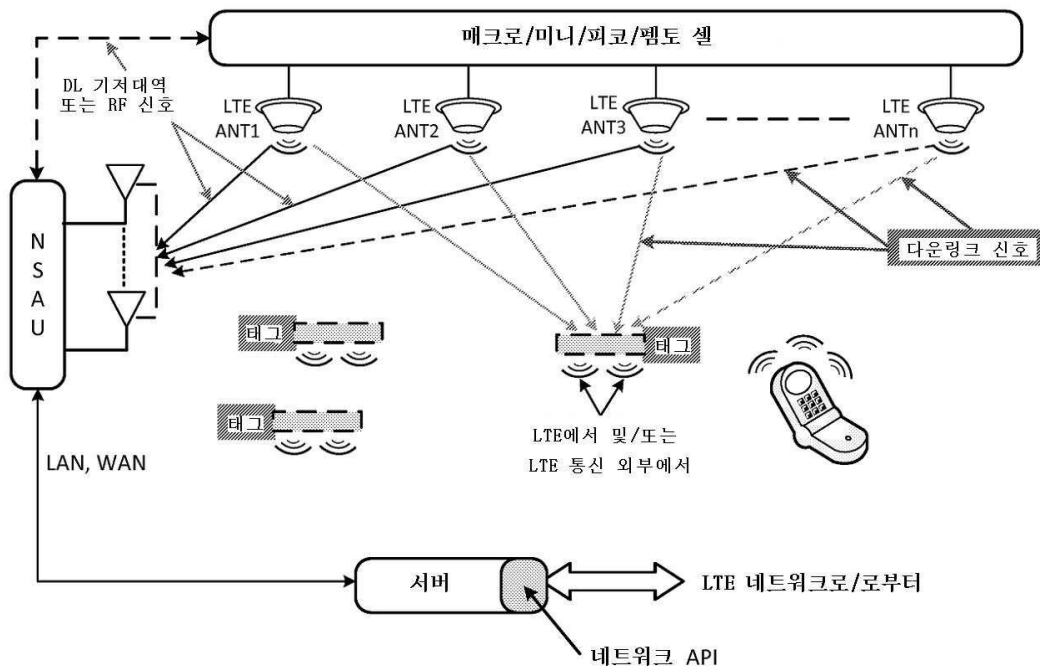 매크로/미니/피코/펨토 셀
DL 기저대역
또는 RF 신호
LTE
ANT1
LTE
ANT2
LTE
ANT3
LTE
ANTn
N
S
A
U
다운링크 신호
태그
태그
태그
LTE에서 및/또는
LTE 통신 외부에서
LAN, WAN
서버
LTE 네트워크로/로부터
네트워크 API